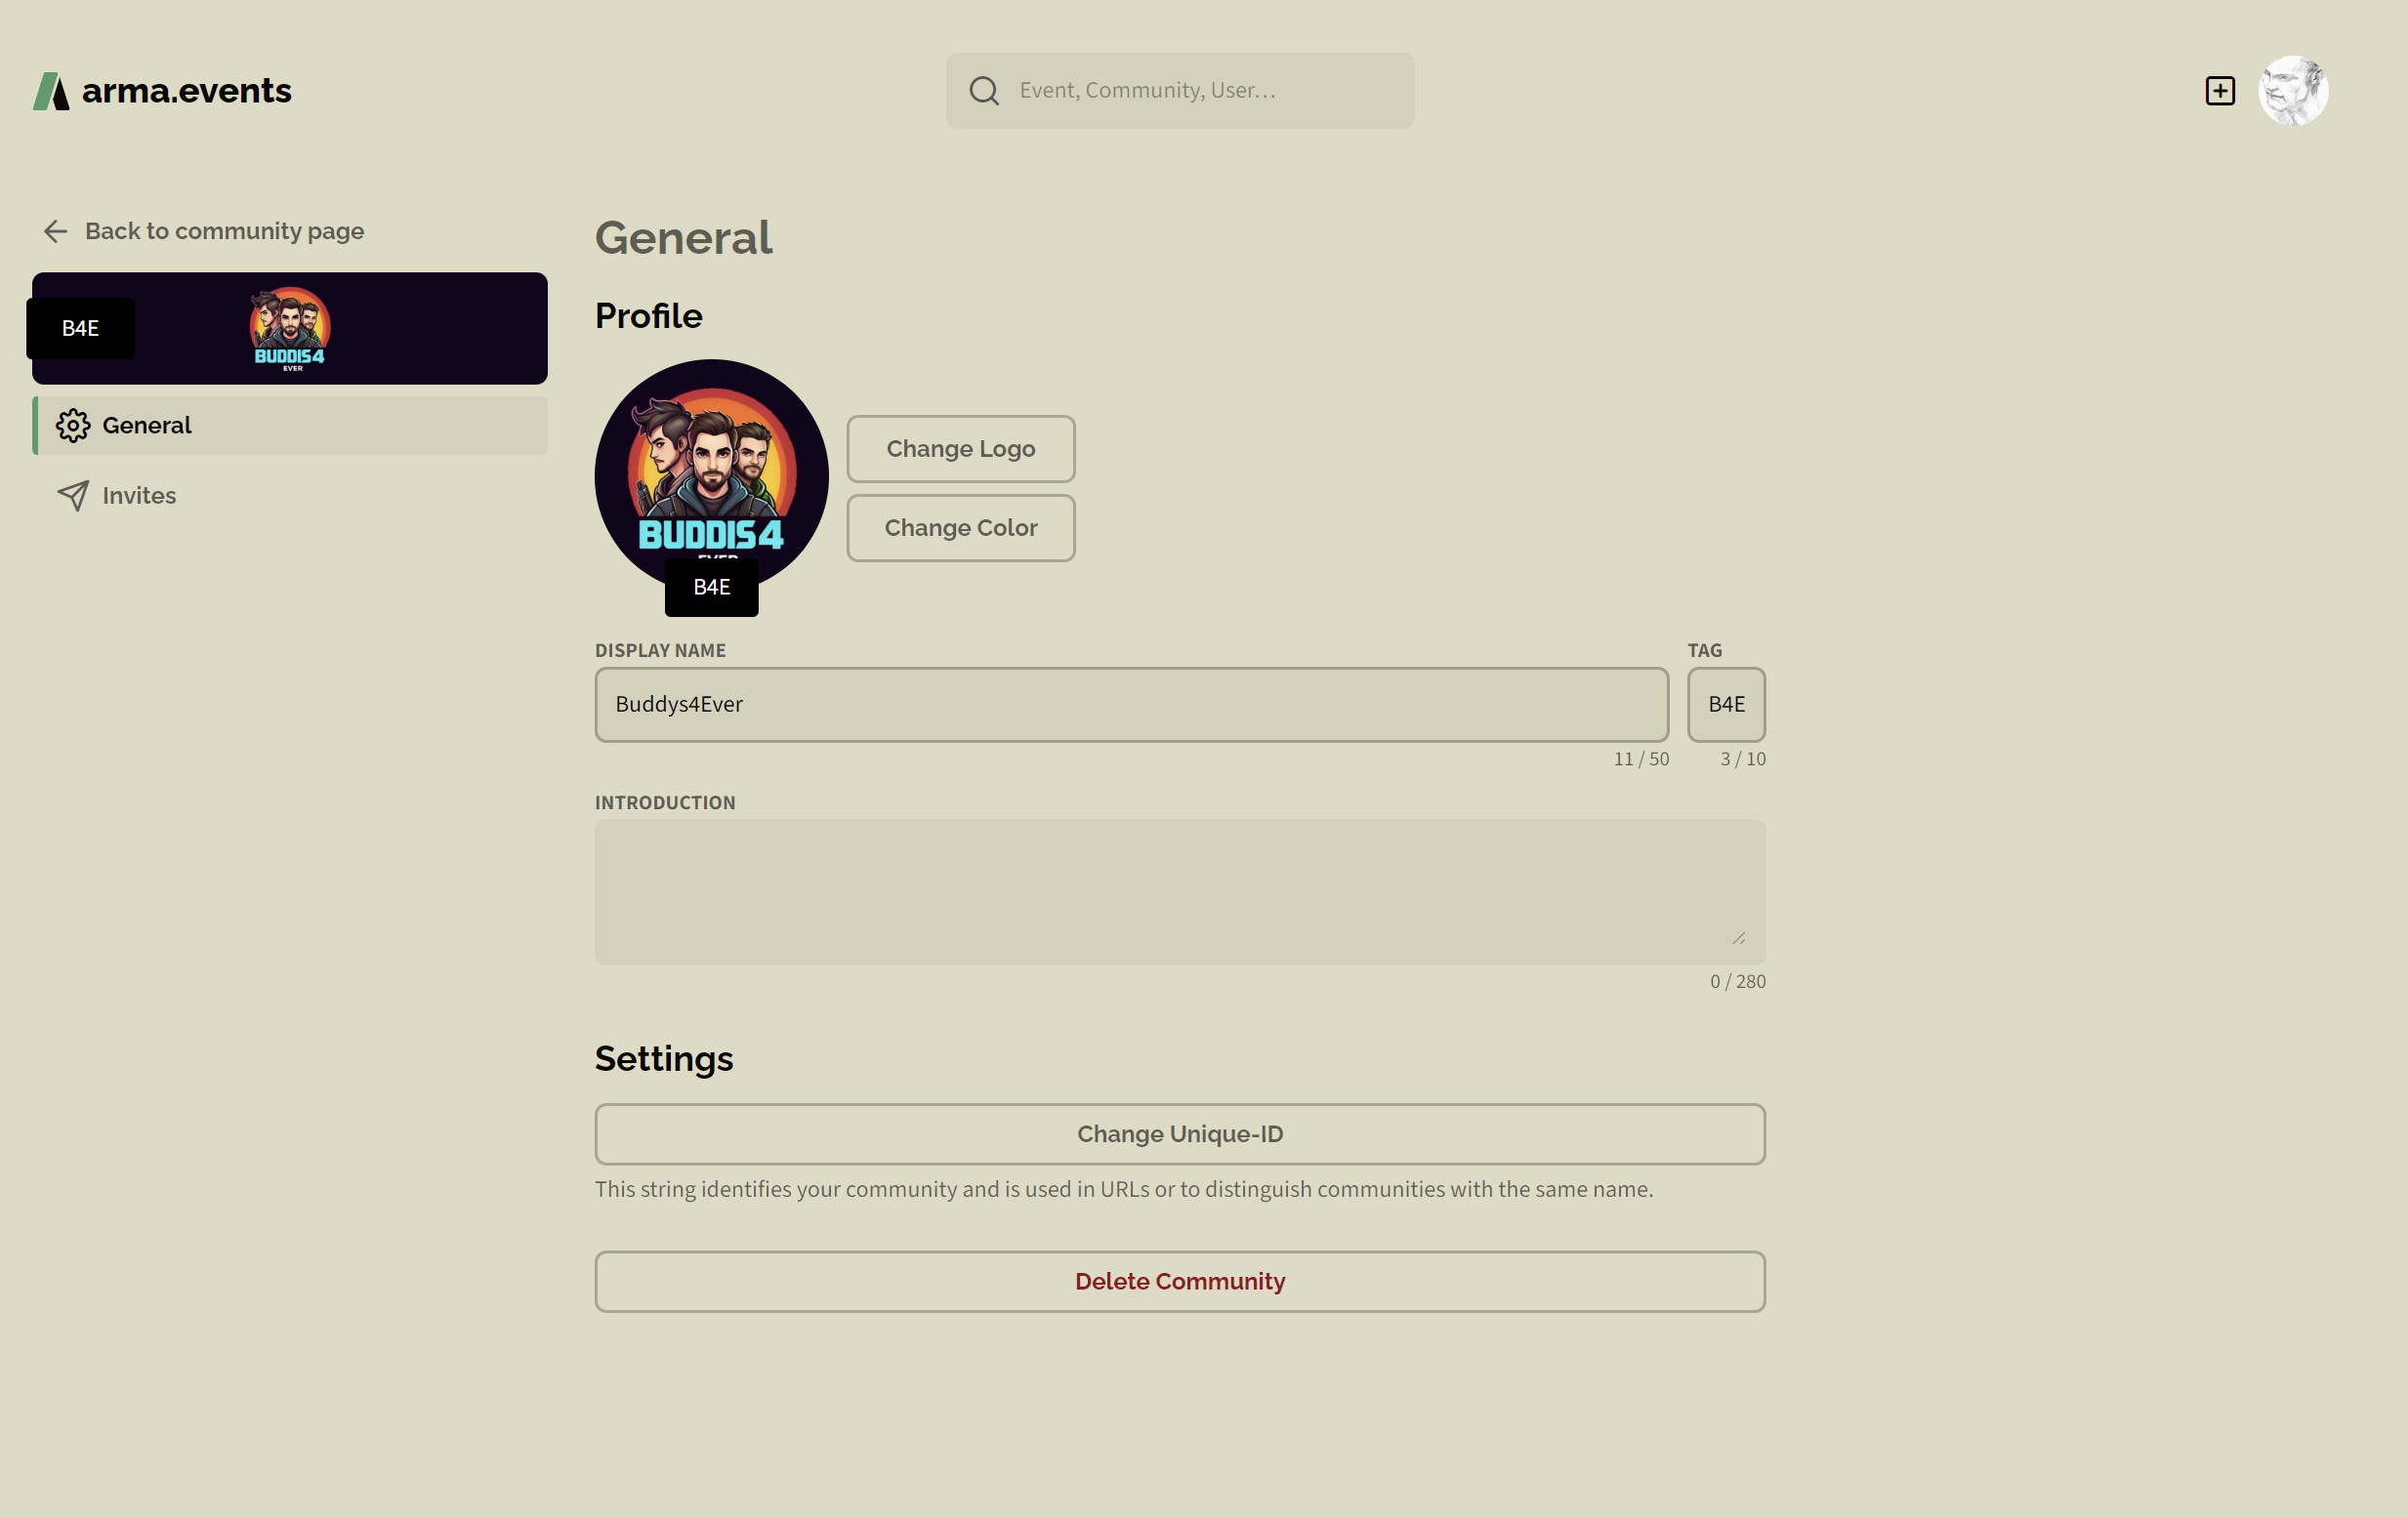 arma.events
Event, Community, User...
Back to community page
B4E
BUDDIS4
EVER
General
Invites
General
Profile
BUDDIS4
EVER
B4E
Change Logo
Change Color
DISPLAY NAME
Buddys4Ever
11 / 50
TAG
B4E
3 / 10
INTRODUCTION
0 / 280
Settings
Change Unique-ID
This string identifies your community and is used in URLs or to distinguish communities with the same name.
Delete Community